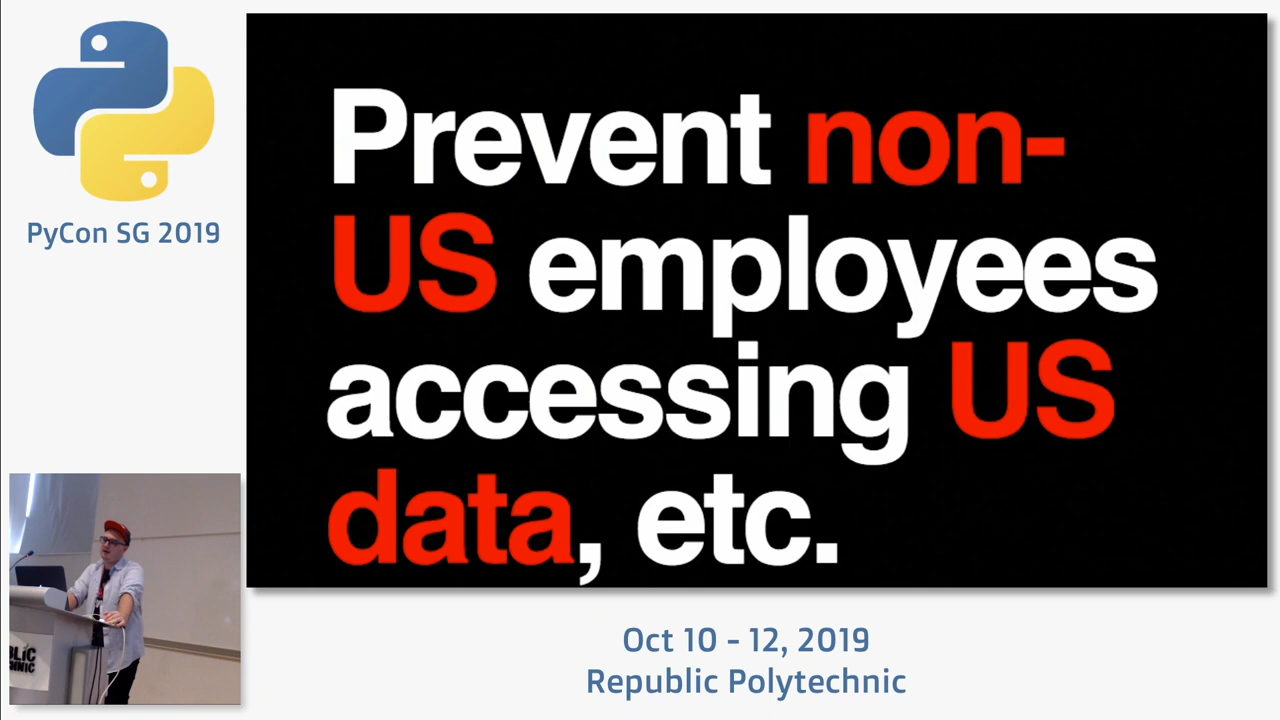 PyCon SG 2019
Prevent non-
US employees
accessing US
data, etc.
Oct 10 - 12, 2019
Republic Polytechnic